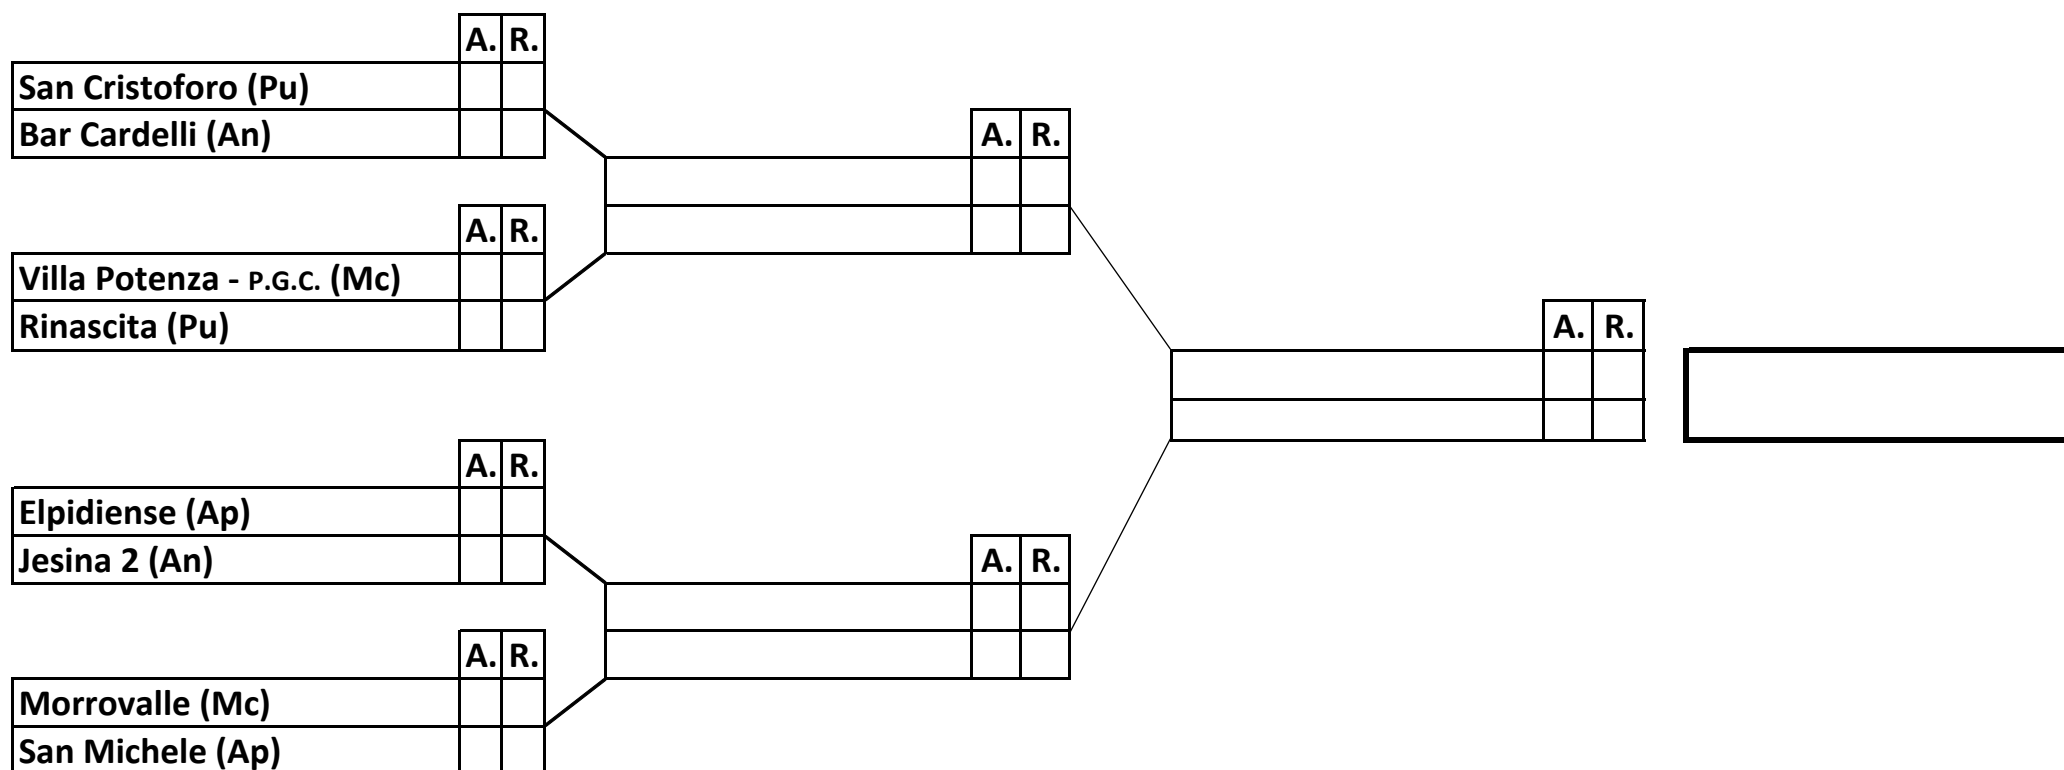 A. R.
San Cristoforo (Pu)
Bar Cardelli (An)
A. R.
A. R.
Villa Potenza - P.G.C. (Mc)
Rinascita (Pu)
A. R.
A. R.
Elpidiense (Ap)
Jesina 2 (An)
A. R.
A. R.
Morrovalle (Mc)
San Michele (Ap)